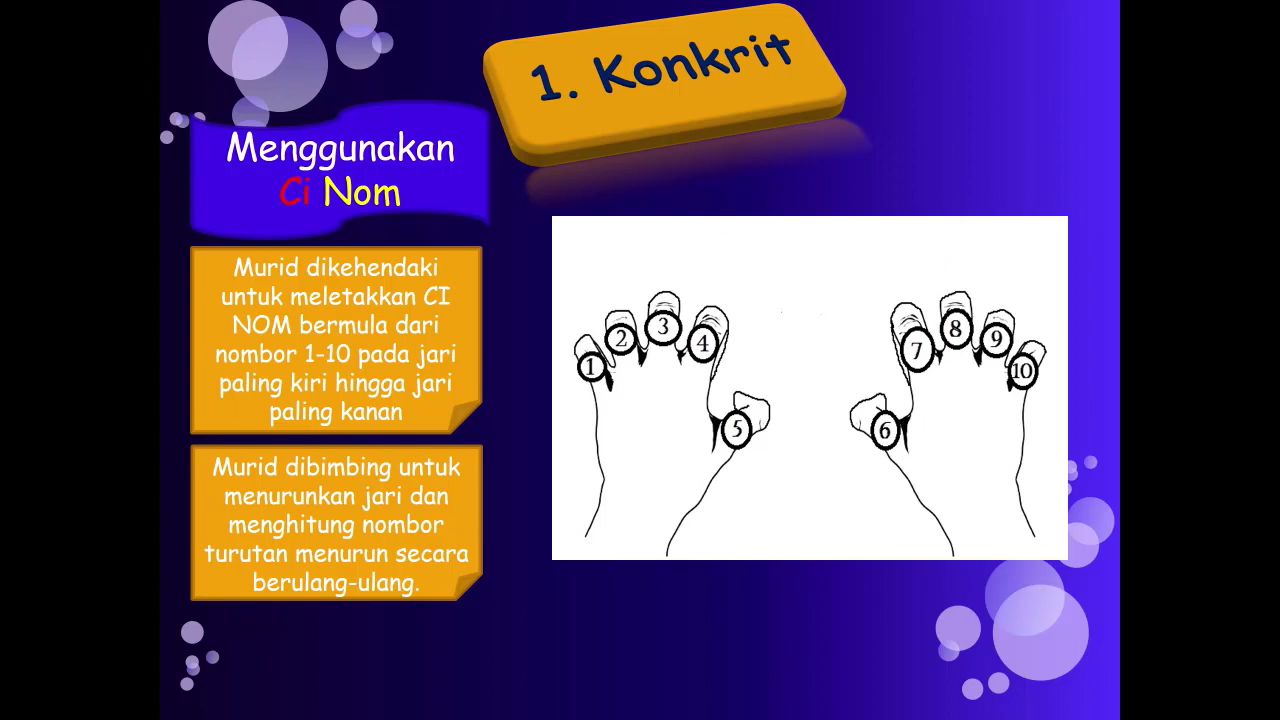 1. Konkrit
Menggunakan
Ci Nom
Murid dikehendaki
untuk meletakkan CI
NOM bermula dari
nombor 1-10 pada jari
paling kiri hingga jari
paling kanan
Murid dibimbing untuk
menurunkan jari dan
menghitung nombor
turutan menurun secara
berulang-ulang.
1
2
3
4
5
6
7
8
9
10